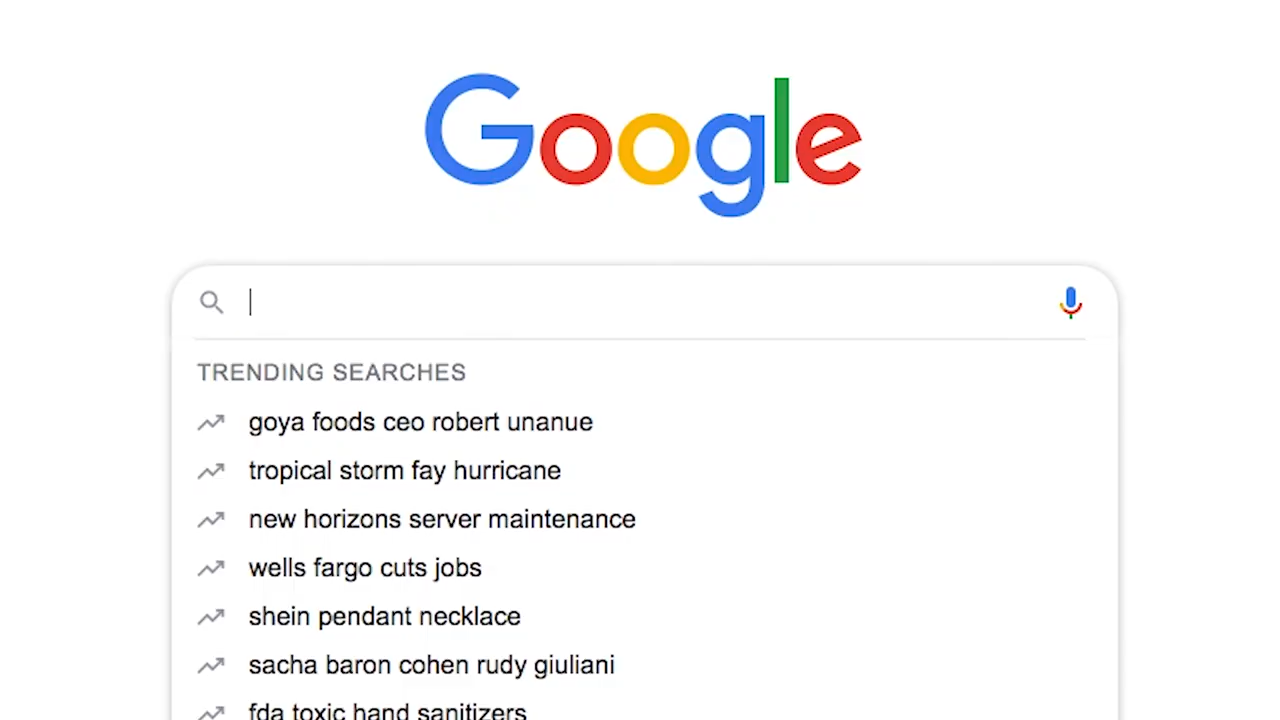 Google
TRENDING SEARCHES
goya foods ceo robert unanue
tropical storm fay hurricane
new horizons server maintenance
wells fargo cuts jobs
shein pendant necklace
sacha baron cohen rudy giuliani
fda toxic hand sanitizers